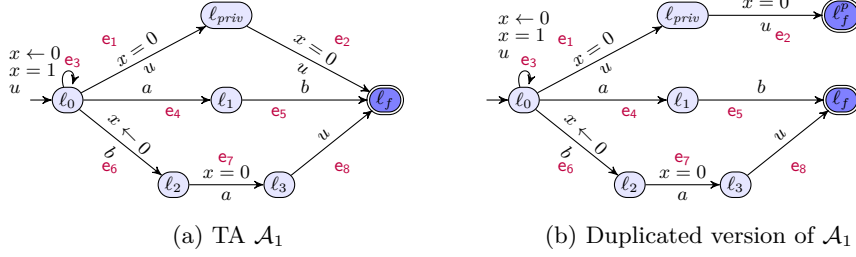 ℓpriv
e1
x = 0
u
x = 0
u
e2
x ← 0
x = 1
u
e3
ℓ0
a
e4
ℓ1
b
e5
ℓf
x ← 0
b
e6
ℓ2
e7
x = 0
a
ℓ3
u
e8
(a) TA 𝒜1
x ← 0
x = 1
u
e3
e1
x = 0
u
ℓpriv
x = 0
u
e2
ℓf^p
ℓ0
a
e4
ℓ1
b
e5
ℓf
x ← 0
b
e6
ℓ2
e7
x = 0
a
ℓ3
u
e8
(b) Duplicated version of 𝒜1